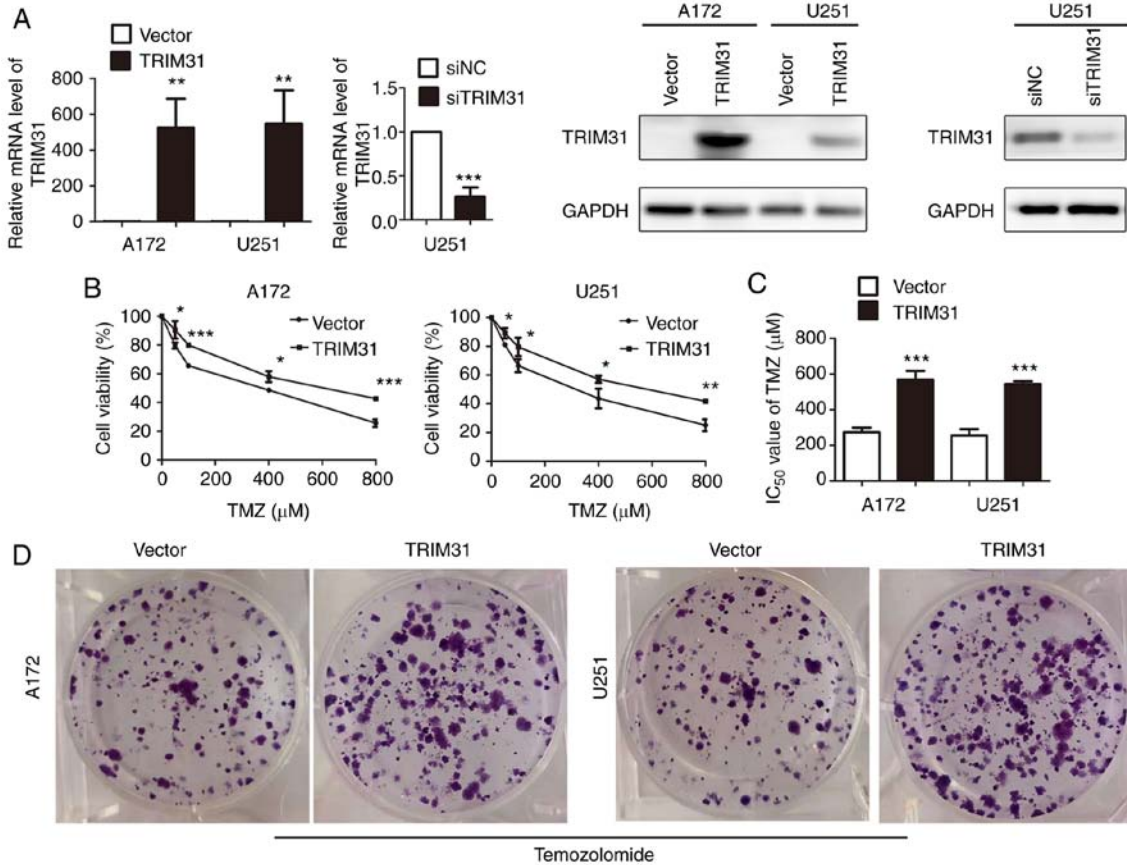 A
Vector
TRIM31
Relative mRNA level of
TRIM31
800
600
400
200
0
**
**
A172
U251
siNC
siTRIM31
Relative mRNA level of
TRIM31
1.5
1.0
0.5
0.0
***
U251
A172
U251
Vector
TRIM31
Vector
TRIM31
TRIM31
GAPDH
U251
siNC
siTRIM31
TRIM31
GAPDH
B
A172
Cell viability (%)
100
80
60
40
20
0
*
***
*
***
Vector
TRIM31
0 200 400 600 800
TMZ (μM)
U251
Cell viability (%)
100
80
60
40
20
0
*
*
*
**
Vector
TRIM31
0 200 400 600 800
TMZ (μM)
C
Vector
TRIM31
IC50 value of TMZ (μM)
800
600
400
200
0
***
***
A172
U251
D
Vector
TRIM31
Vector
TRIM31
A172
U251
Temozolomide